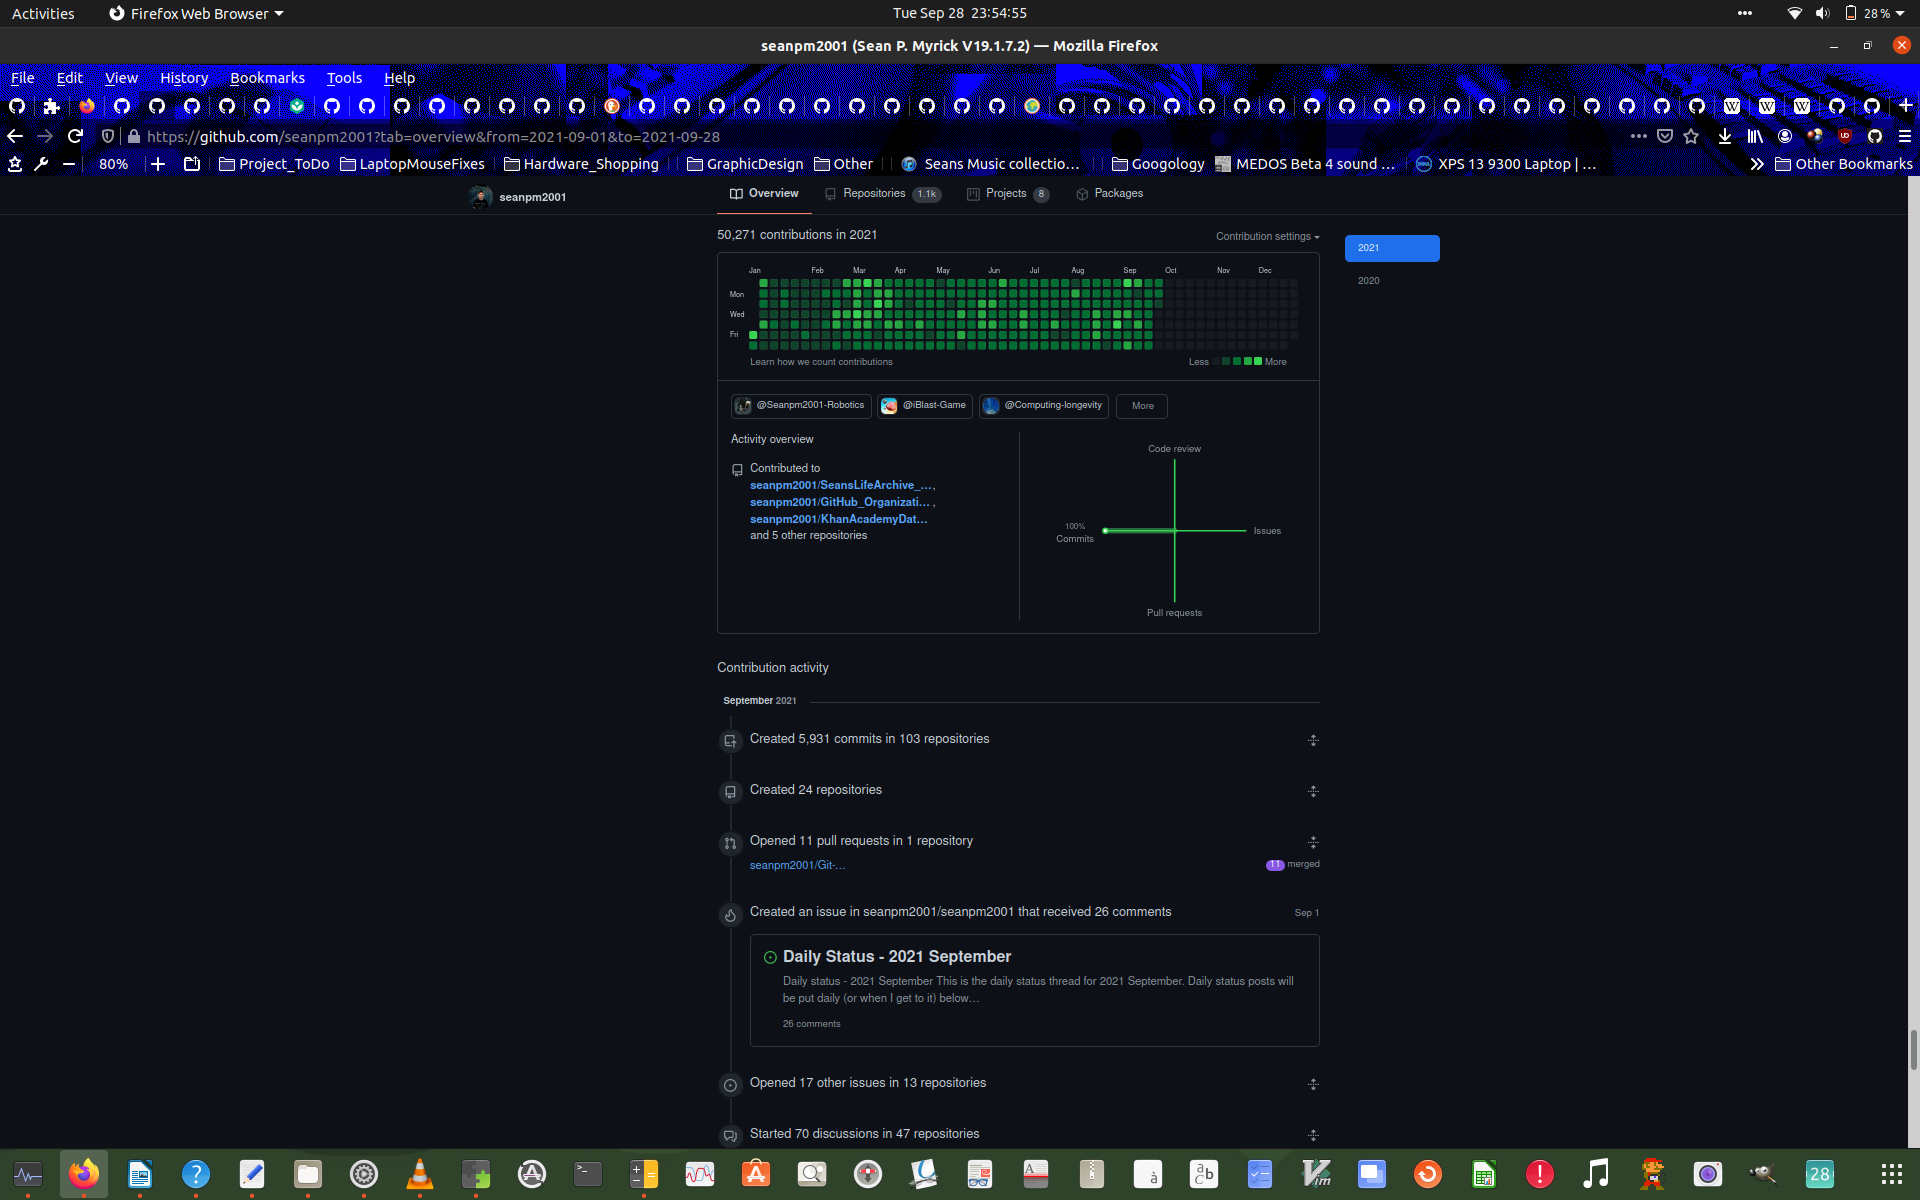 Activities
Firefox Web Browser
Tue Sep 28 23:54:55
28 %
seanpm2001 (Sean P. Myrick V19.1.7.2) — Mozilla Firefox
File Edit View History Bookmarks Tools Help
https://github.com/seanpm2001?tab=overview&from=2021-09-01&to=2021-09-28
80% Project_ToDo LaptopMouseFixes Hardware_Shopping GraphicDesign Other Seans Music collectio… Googology MEDOS Beta 4 sound … XPS 13 9300 Laptop | … Other Bookmarks
seanpm2001
Overview Repositories 1.1k Projects 8 Packages
50,271 contributions in 2021
Contribution settings
2021
2020
Jan Feb Mar Apr May Jun Jul Aug Sep Oct Nov Dec
Mon
Wed
Fri
Learn how we count contributions
Less More
@Seanpm2001-Robotics @iBlast-Game @Computing-longevity More
Activity overview
Contributed to
seanpm2001/SeansLifeArchive_… ,
seanpm2001/GitHub_Organizati… ,
seanpm2001/KhanAcademyDat…
and 5 other repositories
Code review
100%
Commits
Issues
Pull requests
Contribution activity
September 2021
Created 5,931 commits in 103 repositories
Created 24 repositories
Opened 11 pull requests in 1 repository
seanpm2001/Git-…
11 merged
Created an issue in seanpm2001/seanpm2001 that received 26 comments
Sep 1
Daily Status - 2021 September
Daily status - 2021 September This is the daily status thread for 2021 September. Daily status posts will
be put daily (or when I get to it) below…
26 comments
Opened 17 other issues in 13 repositories
Started 70 discussions in 47 repositories
28